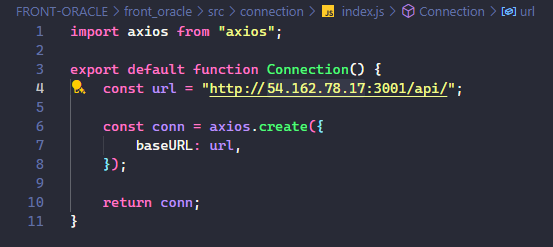 FRONT-ORACLE > front_oracle > src > connection > JS index.js > Connection > url
1 import axios from "axios";
2
3 export default function Connection() {
4 const url = "http://54.162.78.17:3001/api/";
5
6 const conn = axios.create({
7 baseURL: url,
8 });
9
10 return conn;
11 }